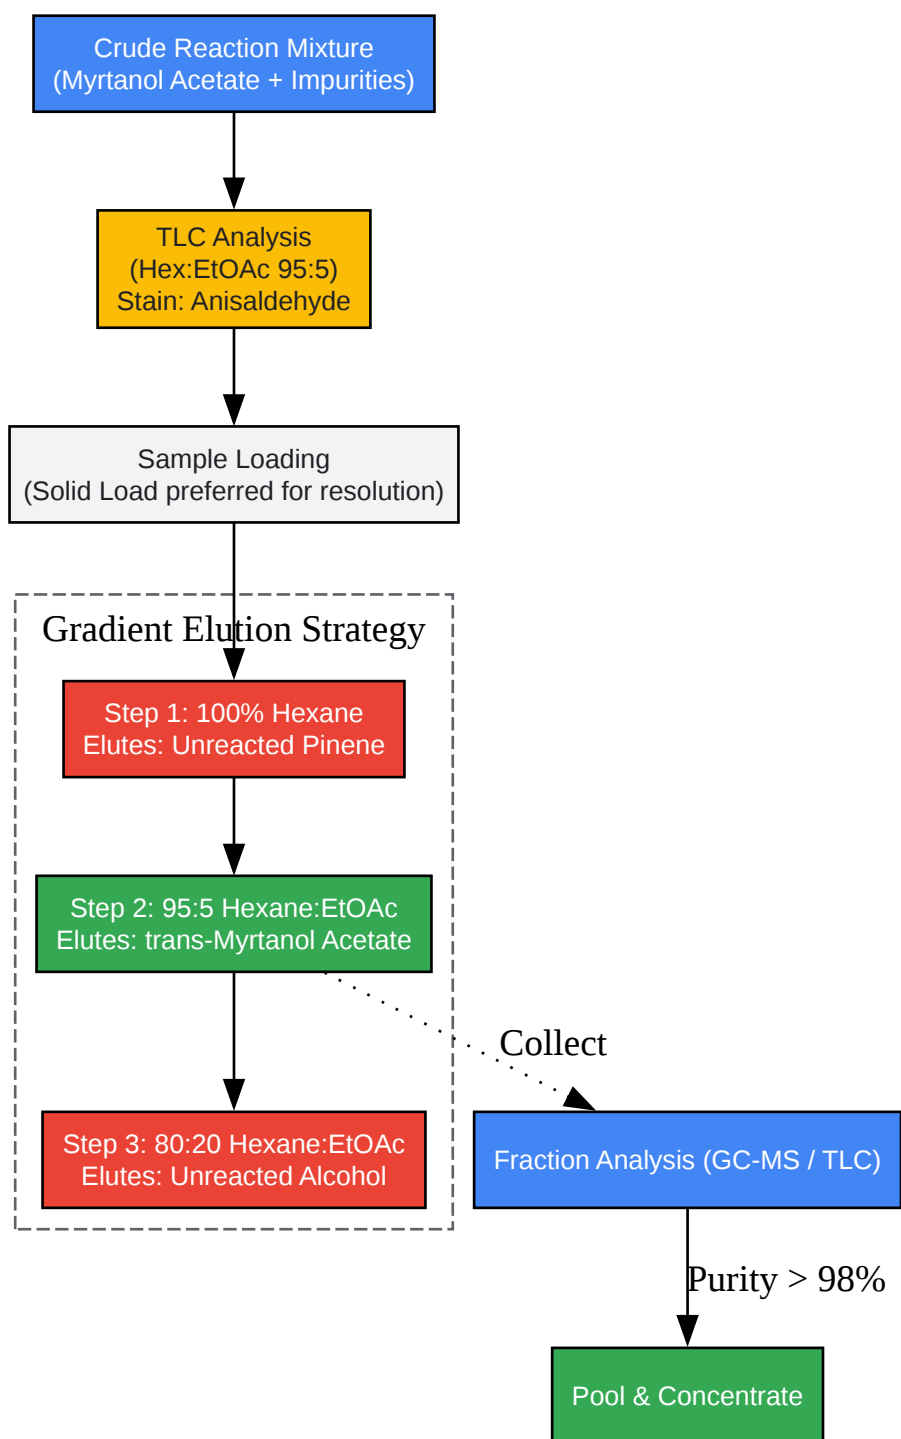 Crude Reaction Mixture
(Myrtanol Acetate + Impurities)
TLC Analysis
(Hex:EtOAc 95:5)
Stain: Anisaldehyde
Sample Loading
(Solid Load preferred for resolution)
Gradient Elution Strategy
Step 1: 100% Hexane
Elutes: Unreacted Pinene
Step 2: 95:5 Hexane:EtOAc
Elutes: trans-Myrtanol Acetate
Collect
Step 3: 80:20 Hexane:EtOAc
Elutes: Unreacted Alcohol
Fraction Analysis (GC-MS / TLC)
Purity > 98%
Pool & Concentrate